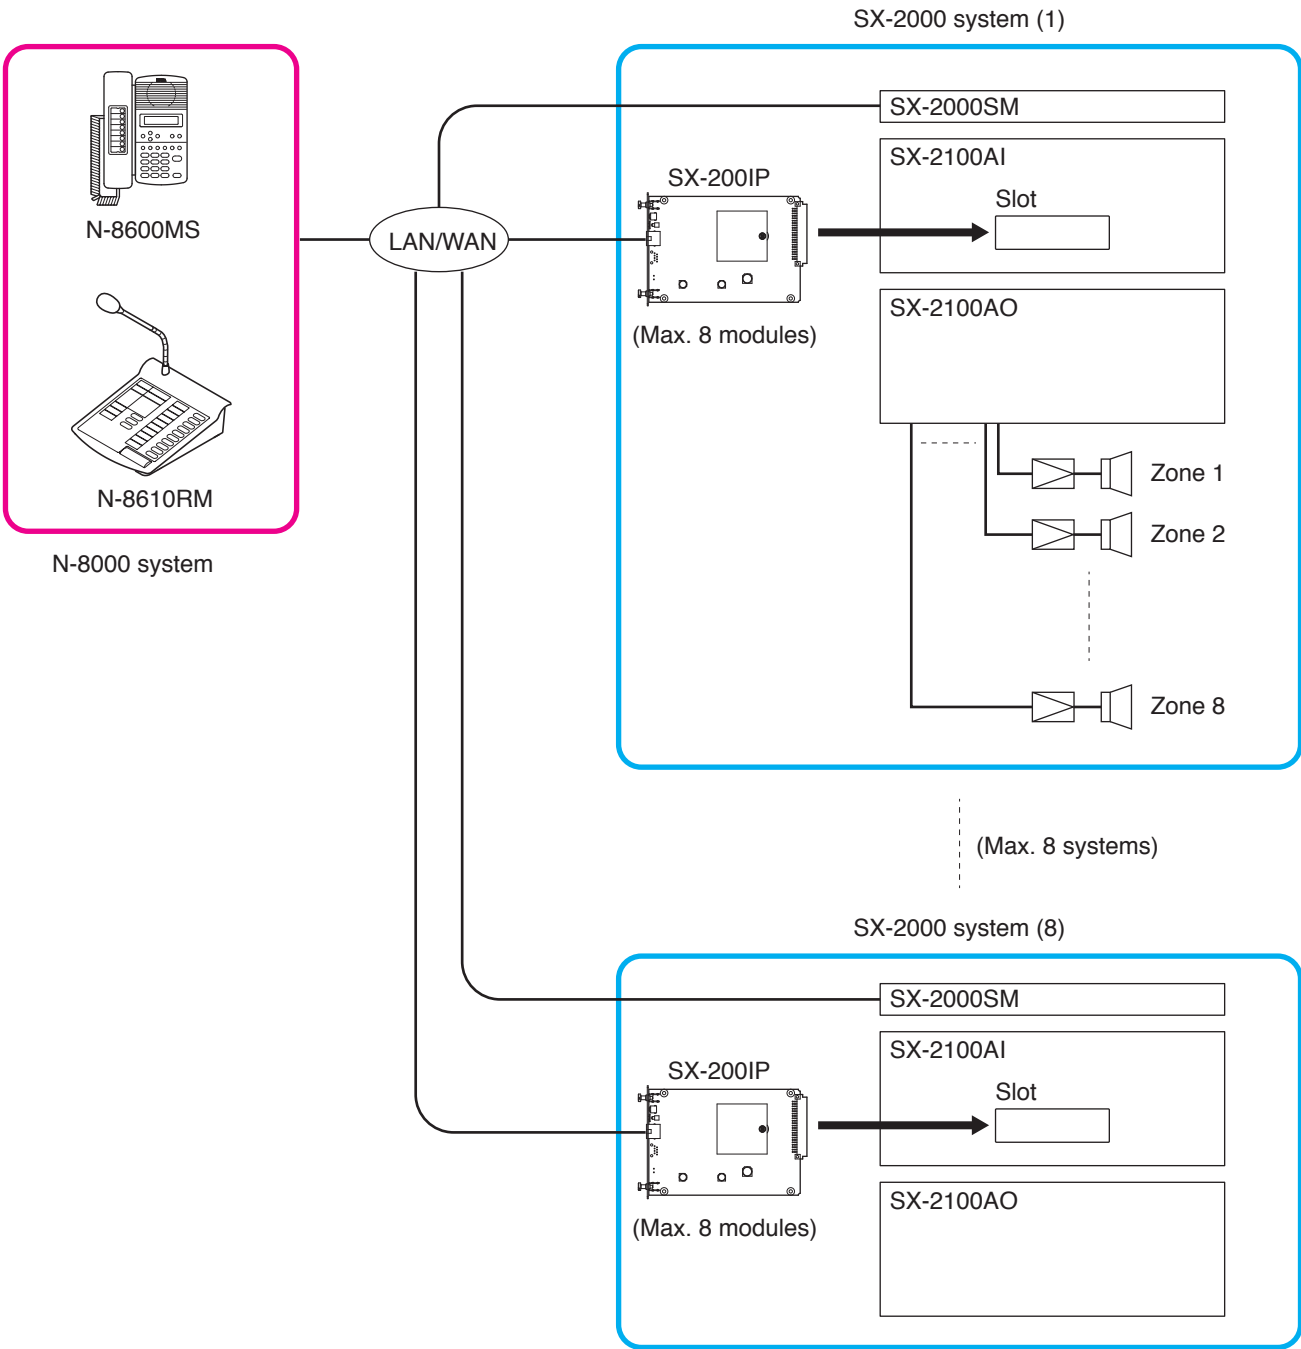 SX-2000 system (1)
N-8600MS
N-8610RM
N-8000 system
LAN/WAN
SX-2000SM
SX-2100AI
Slot
SX-200IP
(Max. 8 modules)
SX-2100AO
Zone 1
Zone 2
Zone 8
(Max. 8 systems)
SX-2000 system (8)
SX-2000SM
SX-2100AI
Slot
SX-200IP
(Max. 8 modules)
SX-2100AO